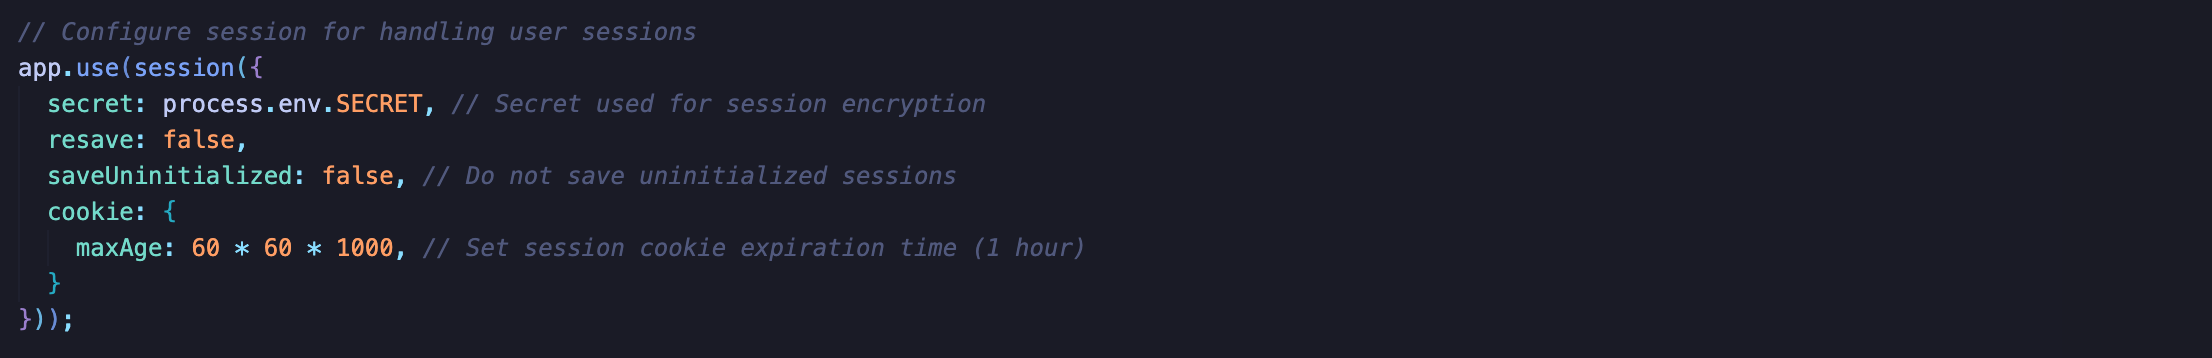 // Configure session for handling user sessions
app.use(session({
  secret: process.env.SECRET, // Secret used for session encryption
  resave: false,
  saveUninitialized: false, // Do not save uninitialized sessions
  cookie: {
    maxAge: 60 * 60 * 1000, // Set session cookie expiration time (1 hour)
  }
}));